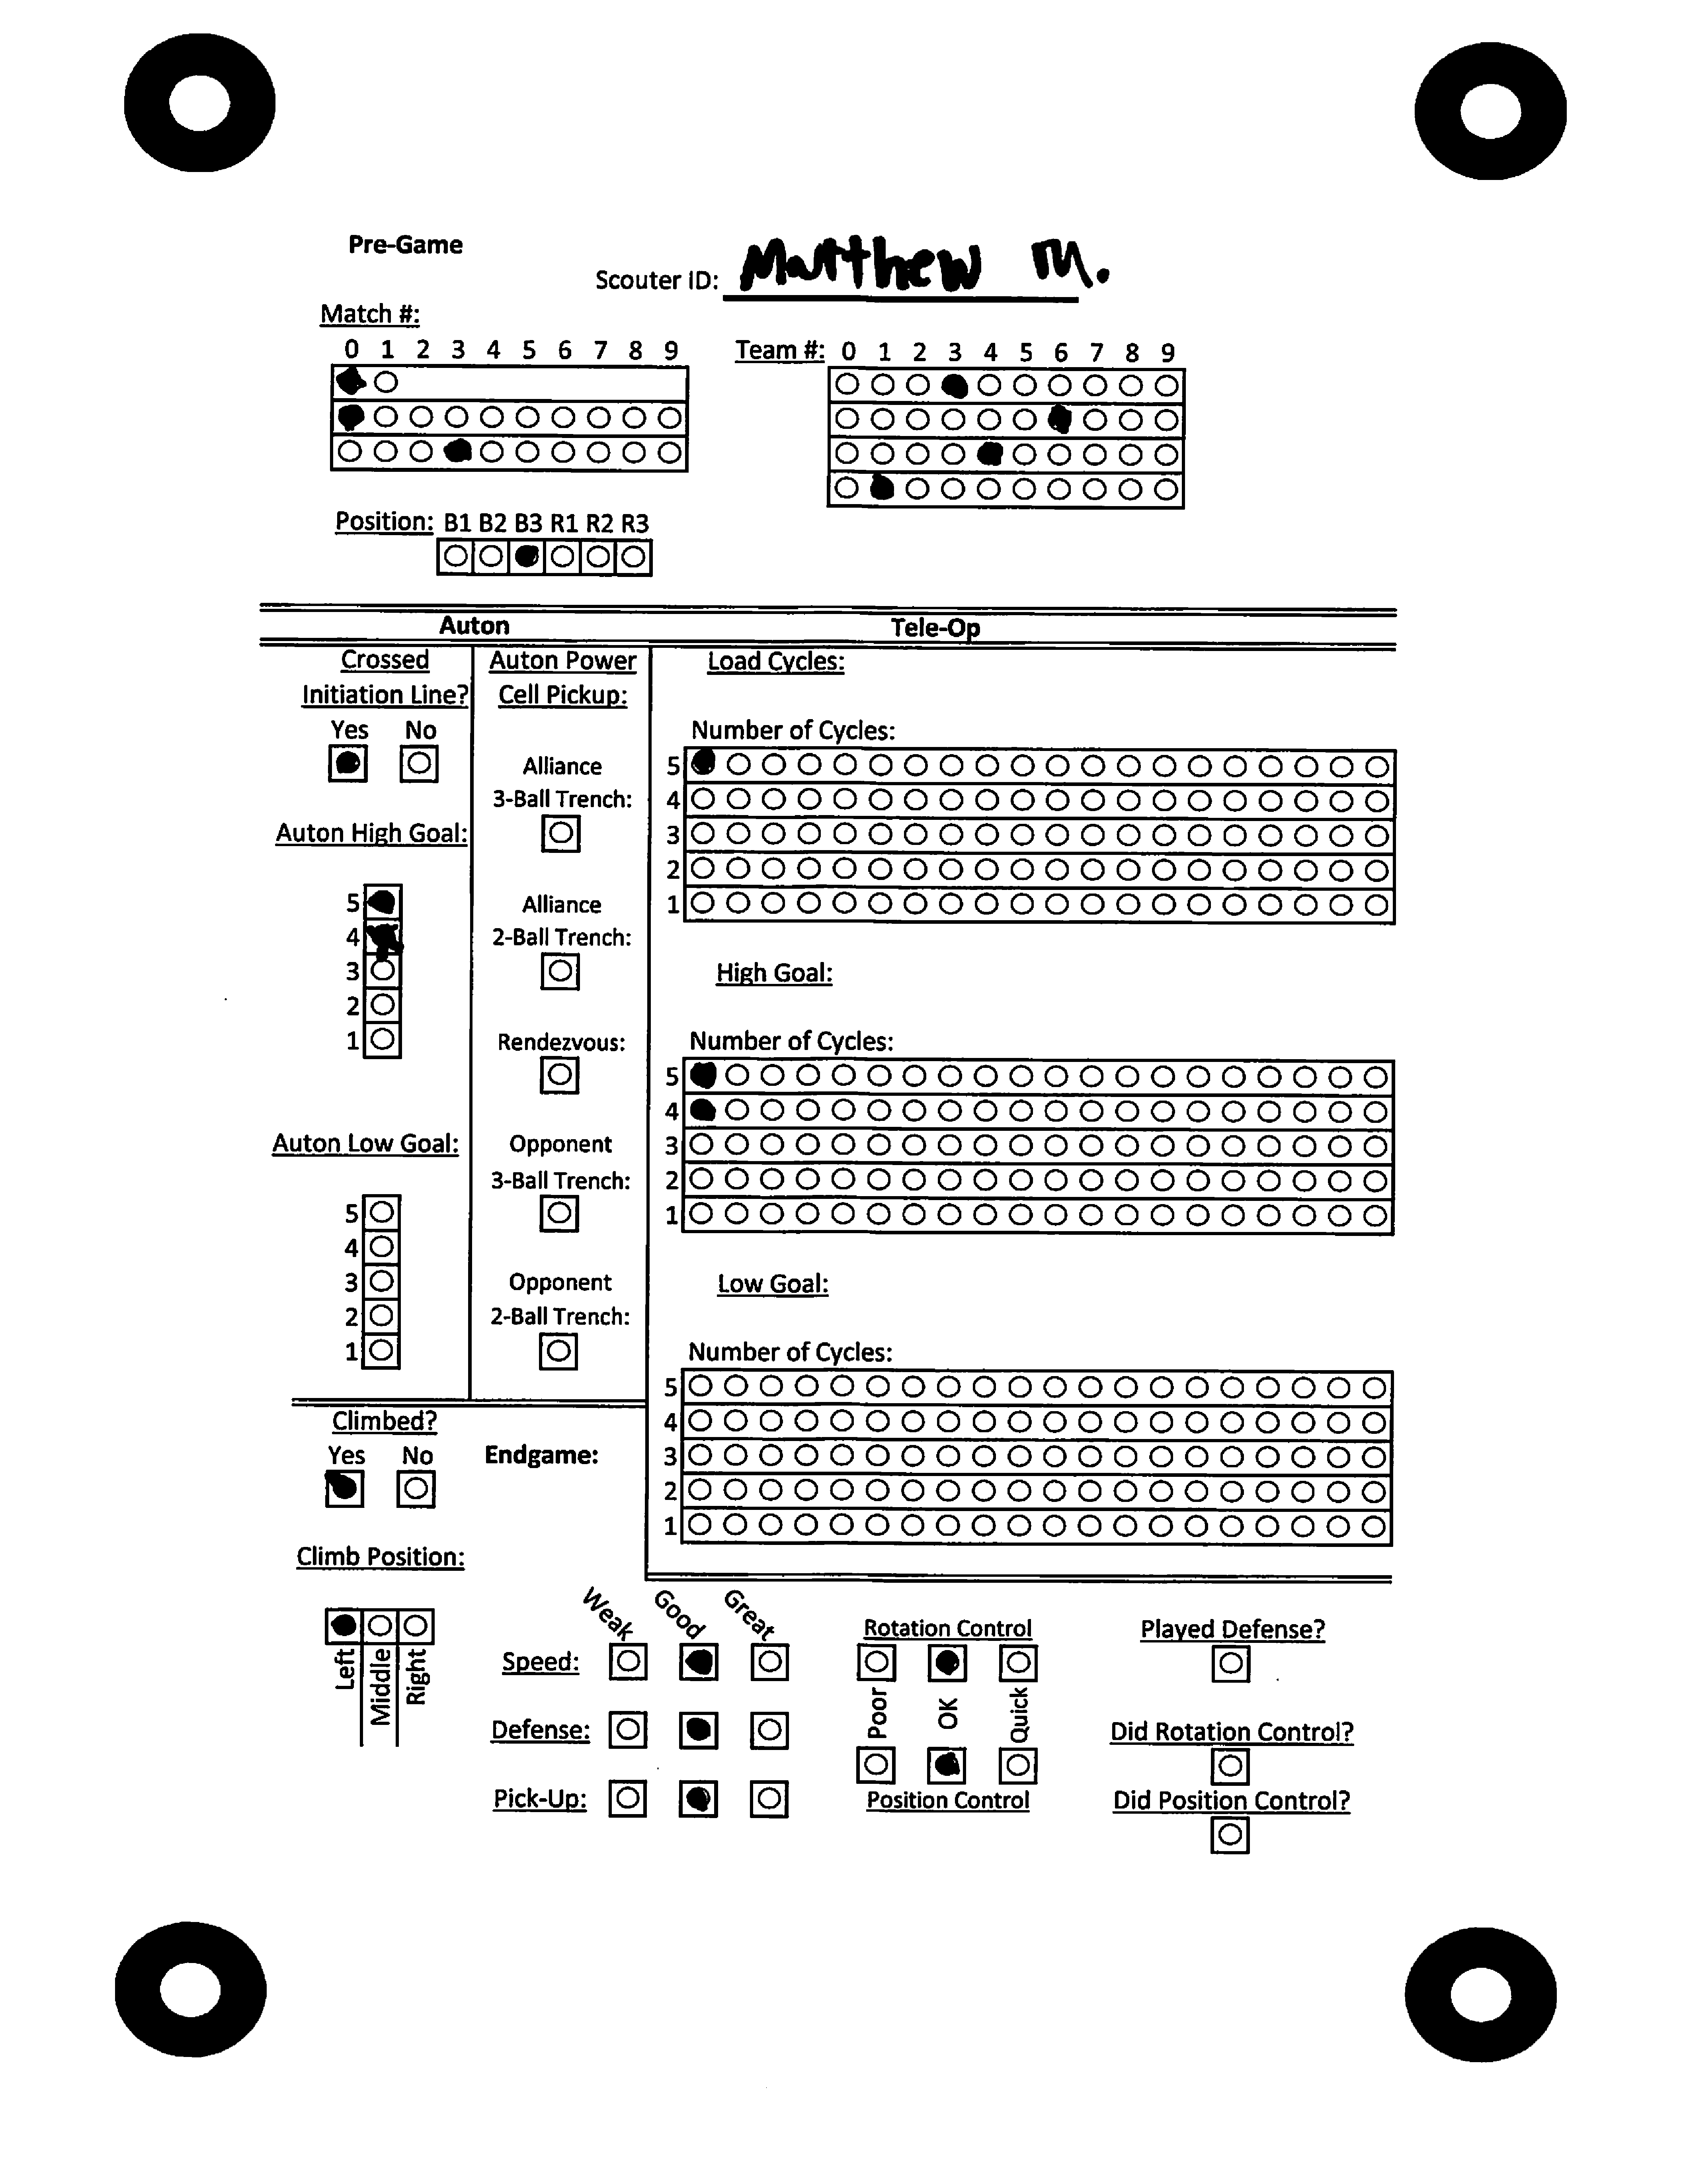 Pre-Game
Scouter ID: Matthew M.
Match #:
0 1 2 3 4 5 6 7 8 9
Team #: 0 1 2 3 4 5 6 7 8 9
Position: B1 B2 B3 R1 R2 R3
Auton
Tele-Op
Crossed
Initiation Line?
Yes No
Auton High Goal:
5
4
3
2
1
Auton Low Goal:
5
4
3
2
1
Auton Power
Cell Pickup:
Alliance
3-Ball Trench:
Alliance
2-Ball Trench:
Rendezvous:
Opponent
3-Ball Trench:
Opponent
2-Ball Trench:
Load Cycles:
Number of Cycles:
5
4
3
2
1
High Goal:
Number of Cycles:
5
4
3
2
1
Low Goal:
Number of Cycles:
5
4
3
2
1
Climbed?
Yes No
Endgame:
Climb Position:
Left
Middle
Right
Weak
Good
Great
Speed:
Defense:
Pick-Up:
Rotation Control
Poor
OK
Quick
Position Control
Played Defense?
Did Rotation Control?
Did Position Control?